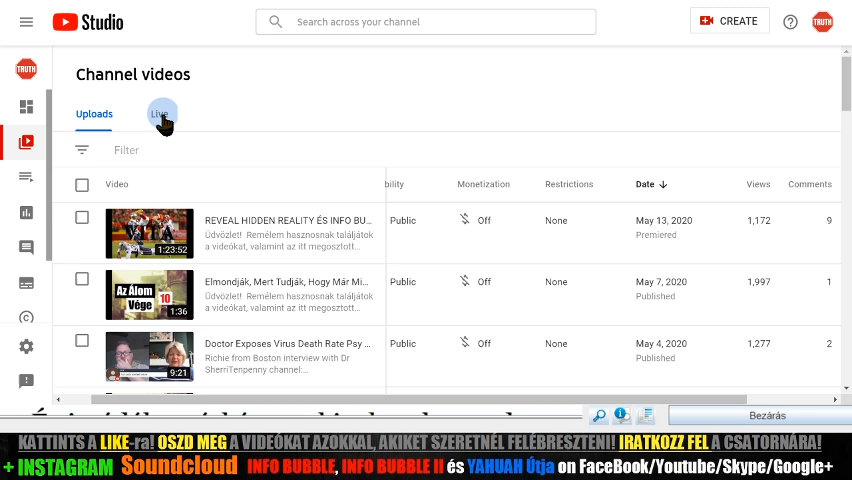 Studio
Search across your channel
CREATE
TRUTH
TRUTH
Channel videos
Uploads
Live
Filter
Video
bility
Monetization
Restrictions
Date
Views
Comments
1:23:52
REVEAL HIDDEN REALITY ÉS INFO BU...
Üdvözlet! Remélem hasznosnak találjátok
a videókat, valamint az itt megosztott...
Public
Off
None
May 13, 2020
Premiered
1,172
9
Az Álom
Vége
10
1:36
Elmondják, Mert Tudják, Hogy Már Mi...
Üdvözlet! Remélem hasznosnak találjátok
a videókat, valamint az itt megosztott...
Public
Off
None
May 7, 2020
Published
1,997
1
9:21
Doctor Exposes Virus Death Rate Psy ...
Richie from Boston interview with Dr
SherriTenpenny channel:...
Public
Off
None
May 4, 2020
Published
1,277
2
Bezárás
KATTINTS A LIKE-ra! OSZD MEG A VIDEÓKAT AZOKKAL, AKIKET SZERETNÉL FELÉBRESZTENI! IRATKOZZ FEL A CSATORNÁRA!
+ INSTAGRAM Soundcloud INFO BUBBLE, INFO BUBBLE II és YAHUAH Útja on FaceBook/Youtube/Skype/Google+